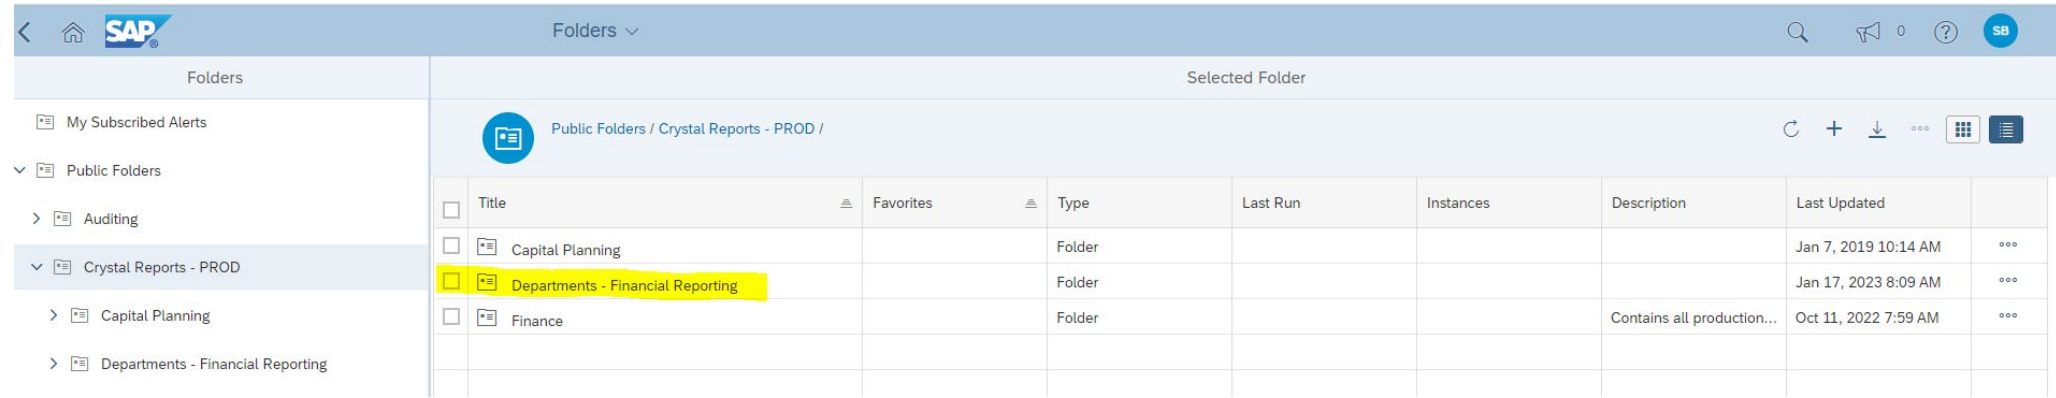 SAP Folders 0 SB
Folders Selected Folder
My Subscribed Alerts
Public Folders
Auditing
Crystal Reports - PROD
Capital Planning
Departments - Financial Reporting
Public Folders / Crystal Reports - PROD /
Title Favorites Type Last Run Instances Description Last Updated
Capital Planning Folder Jan 7, 2019 10:14 AM
Departments - Financial Reporting Folder Jan 17, 2023 8:09 AM
Finance Folder Contains all production... Oct 11, 2022 7:59 AM